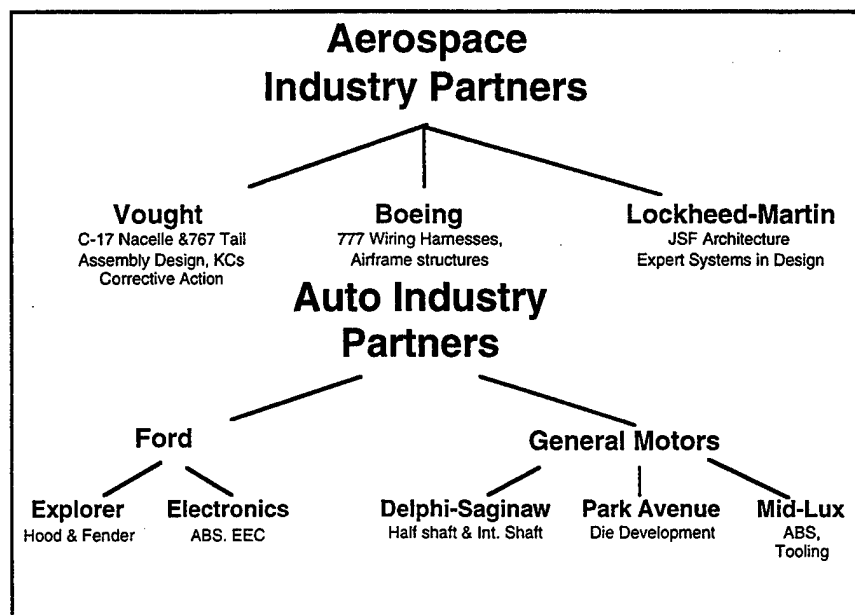 Aerospace
Industry Partners
Vought
C-17 Nacelle &767 Tail
Assembly Design, KCs
Corrective Action
Boeing
777 Wiring Harnesses,
Airframe structures
Lockheed-Martin
JSF Architecture
Expert Systems in Design
Auto Industry
Partners
Ford
General Motors
Explorer
Hood & Fender
Electronics
ABS. EEC
Delphi-Saginaw
Half shaft & Int. Shaft
Park Avenue
Die Development
Mid-Lux
ABS,
Tooling